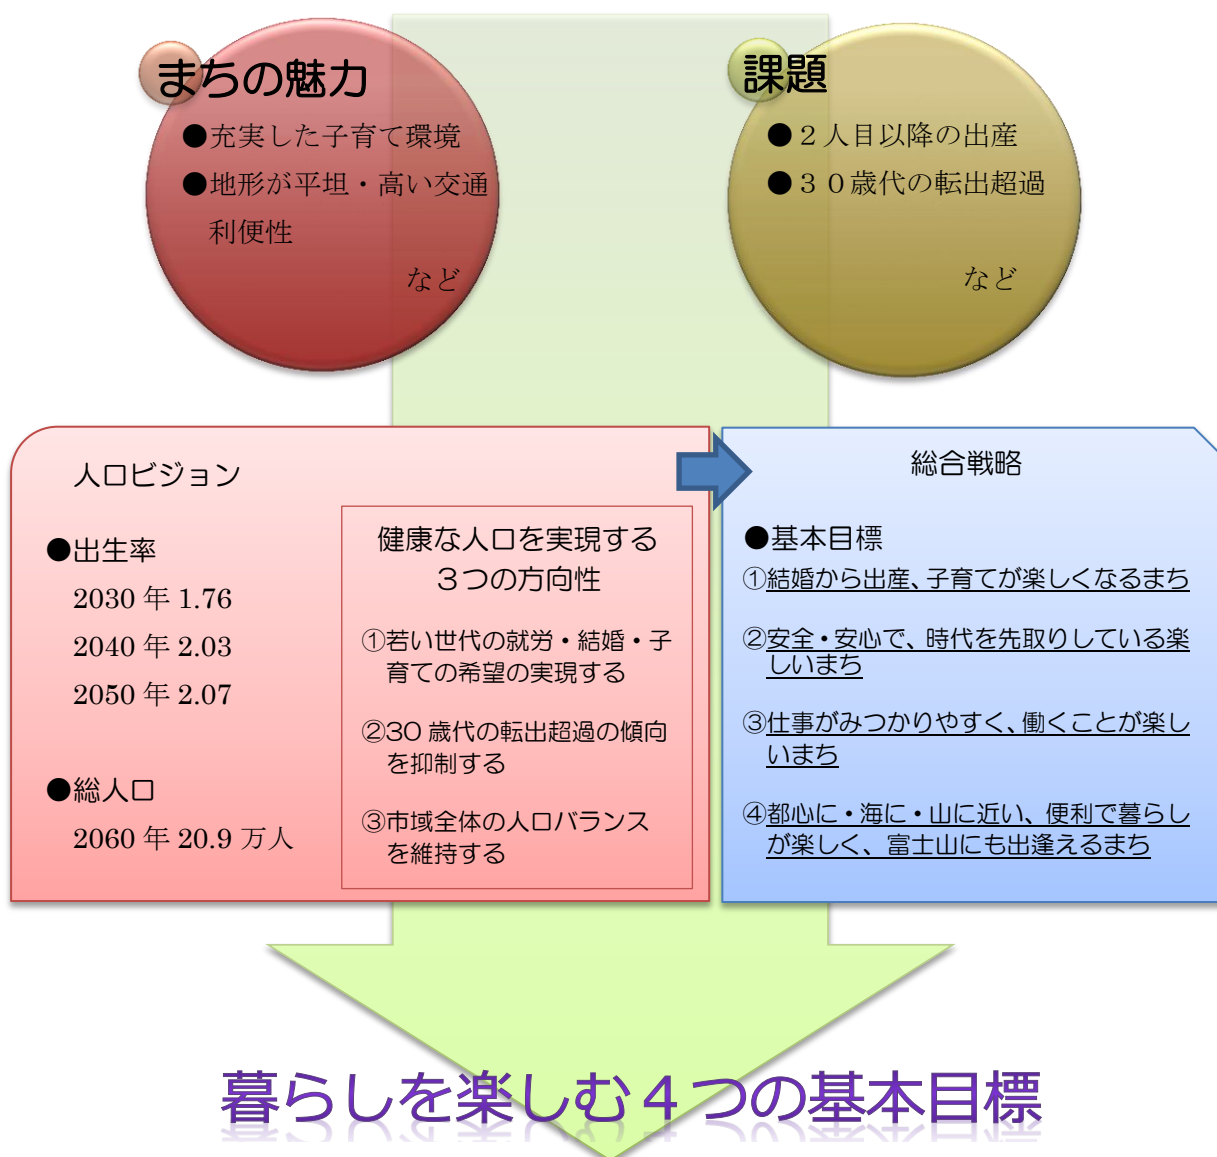 まちの魅力
●充実した子育て環境
●地形が平坦・高い交通
利便性
など
課題
●２人目以降の出産
●３０歳代の転出超過
など
人口ビジョン
●出生率
2030 年 1.76
2040 年 2.03
2050 年 2.07
●総人口
2060 年 20.9 万人
健康な人口を実現する
３つの方向性
①若い世代の就労・結婚・子
育ての希望の実現する
②30 歳代の転出超過の傾向
を抑制する
③市域全体の人口バランス
を維持する
総合戦略
●基本目標
①結婚から出産、子育てが楽しくなるまち
②安全・安心で、時代を先取りしている楽
しいまち
③仕事がみつかりやすく、働くことが楽し
いまち
④都心に・海に・山に近い、便利で暮らし
が楽しく、富士山にも出逢えるまち
暮らしを楽しむ４つの基本目標